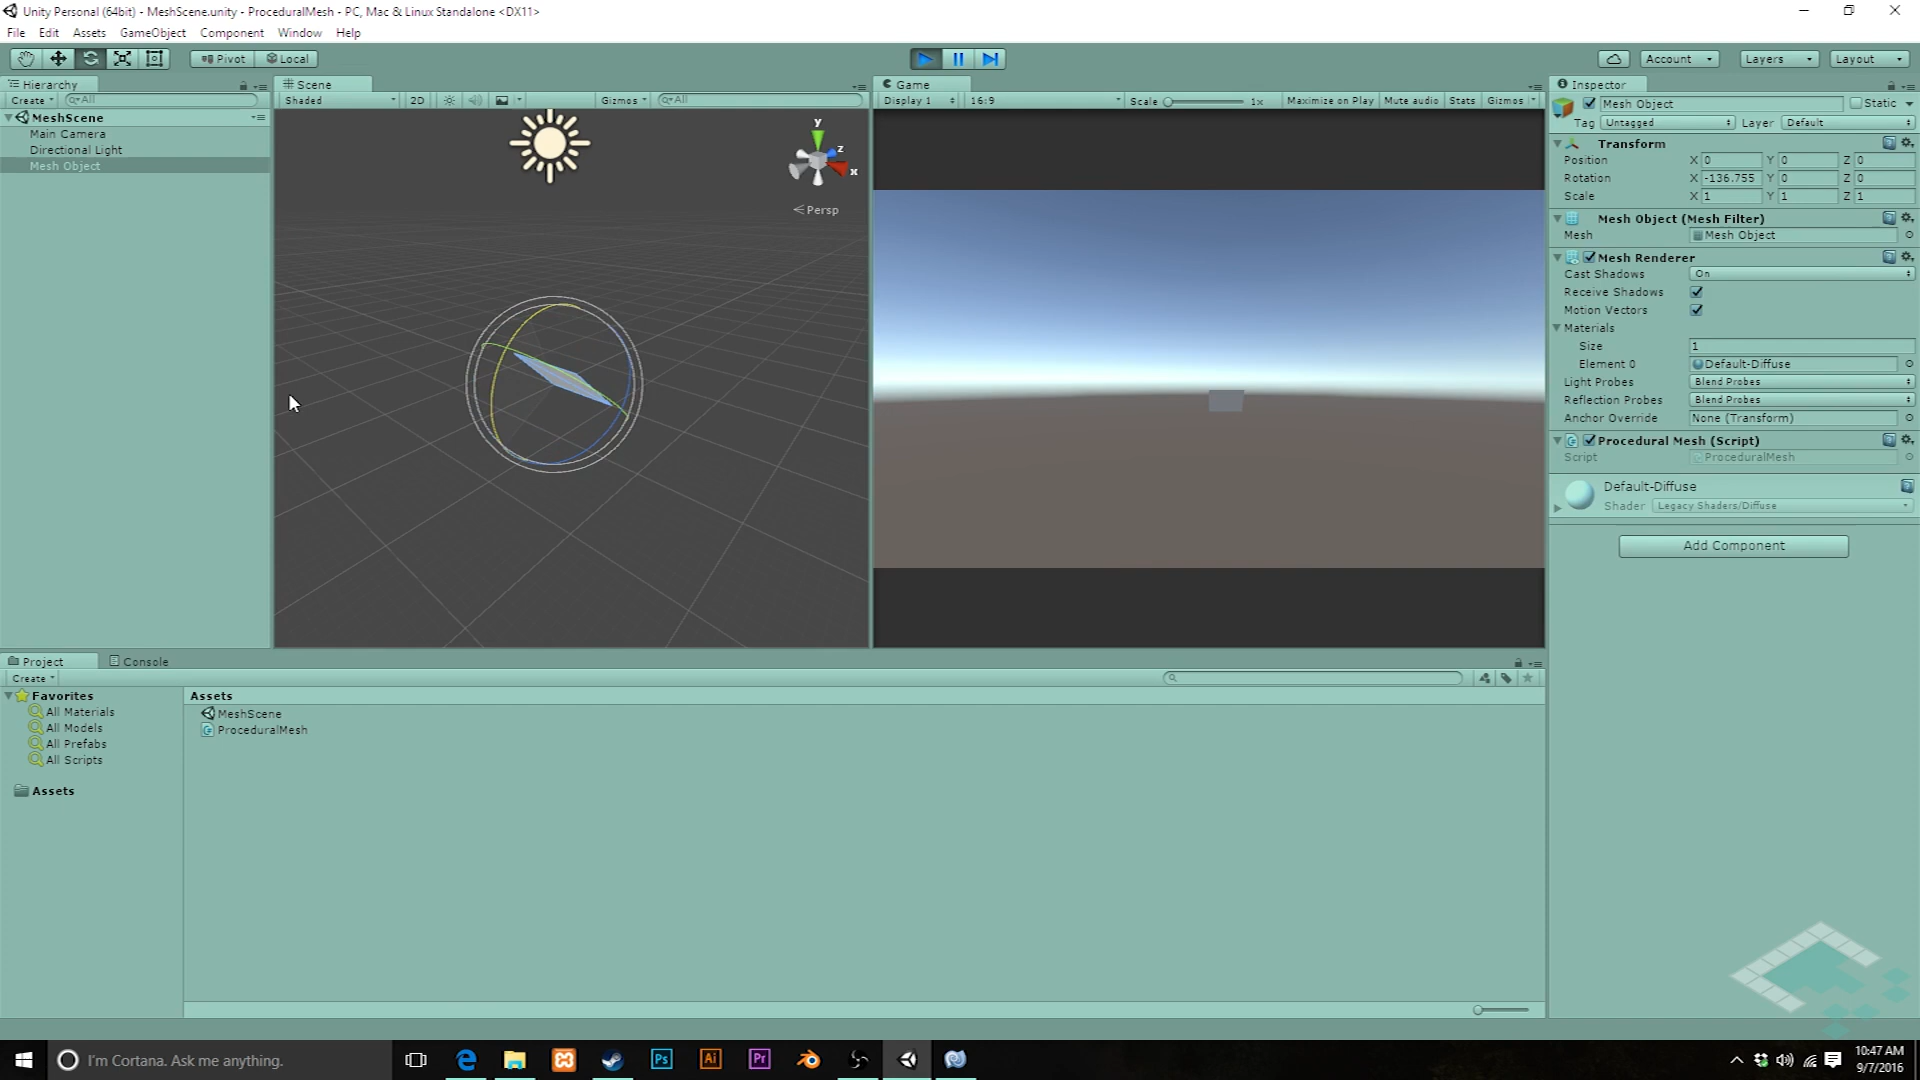 Unity Personal (64bit) - MeshScene.unity - ProceduralMesh - PC, Mac & Linux Standalone <DX11>
File Edit Assets GameObject Component Window Help
Pivot Local Account Layers Layout
Hierarchy
Create All
MeshScene
Main Camera
Directional Light
Mesh Object
Scene
Shaded 2D Gizmos All
y
z
x
Persp
Game
Display 1 16:9 Scale 1x Maximize on Play Mute audio Stats Gizmos
Inspector
Mesh Object Static
Tag Untagged Layer Default
Transform
Position X 0 Y 0 Z 0
Rotation X -136.755 Y 0 Z 0
Scale X 1 Y 1 Z 1
Mesh Object (Mesh Filter)
Mesh Mesh Object
Mesh Renderer
Cast Shadows On
Receive Shadows
Motion Vectors
Materials
Size 1
Element 0 Default-Diffuse
Light Probes Blend Probes
Reflection Probes Blend Probes
Anchor Override None (Transform)
Procedural Mesh (Script)
Script ProceduralMesh
Default-Diffuse
Shader Legacy Shaders/Diffuse
Add Component
Project Console
Create
Favorites
All Materials
All Models
All Prefabs
All Scripts
Assets
Assets
MeshScene
ProceduralMesh
I'm Cortana. Ask me anything.
Ps Ai Pr
10:47 AM
9/7/2016